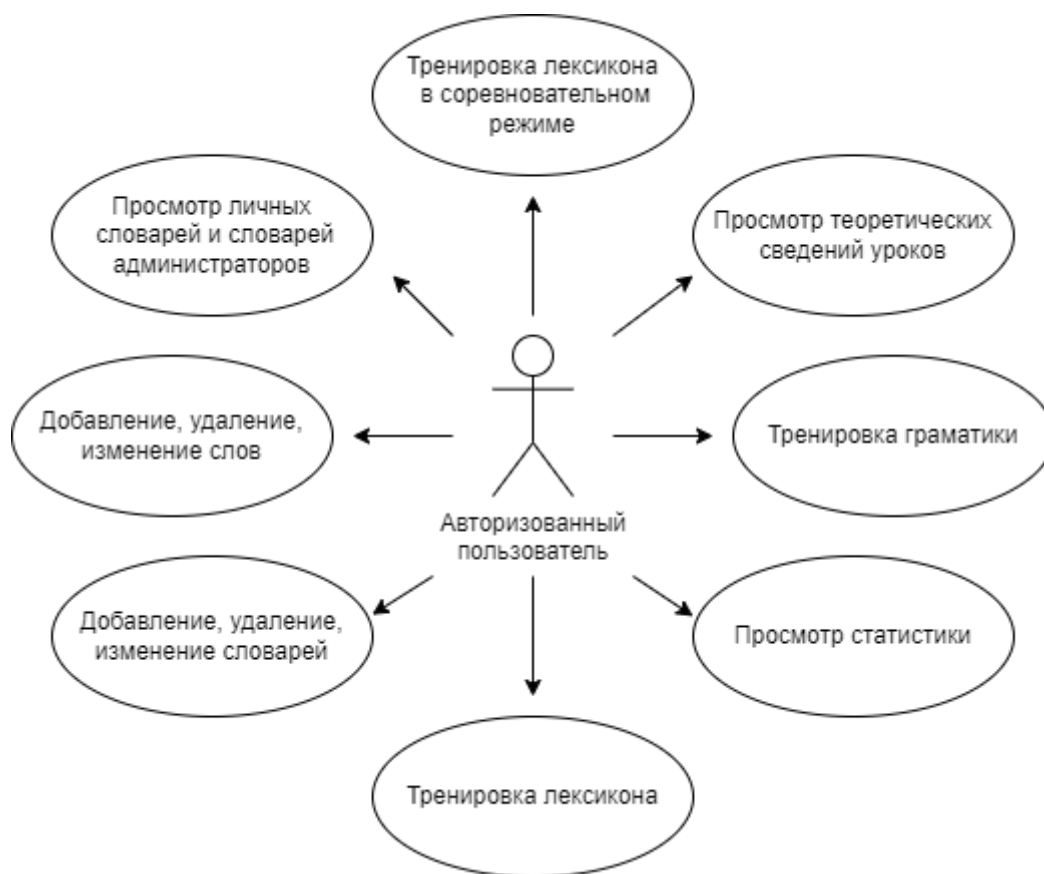 Тренировка лексикона
в соревновательном
режиме
Просмотр личных
словарей и словарей
администраторов
Просмотр теоретических
сведений уроков
Добавление, удаление,
изменение слов
Тренировка граматики
Авторизованный
пользователь
Добавление, удаление,
изменение словарей
Просмотр статистики
Тренировка лексикона